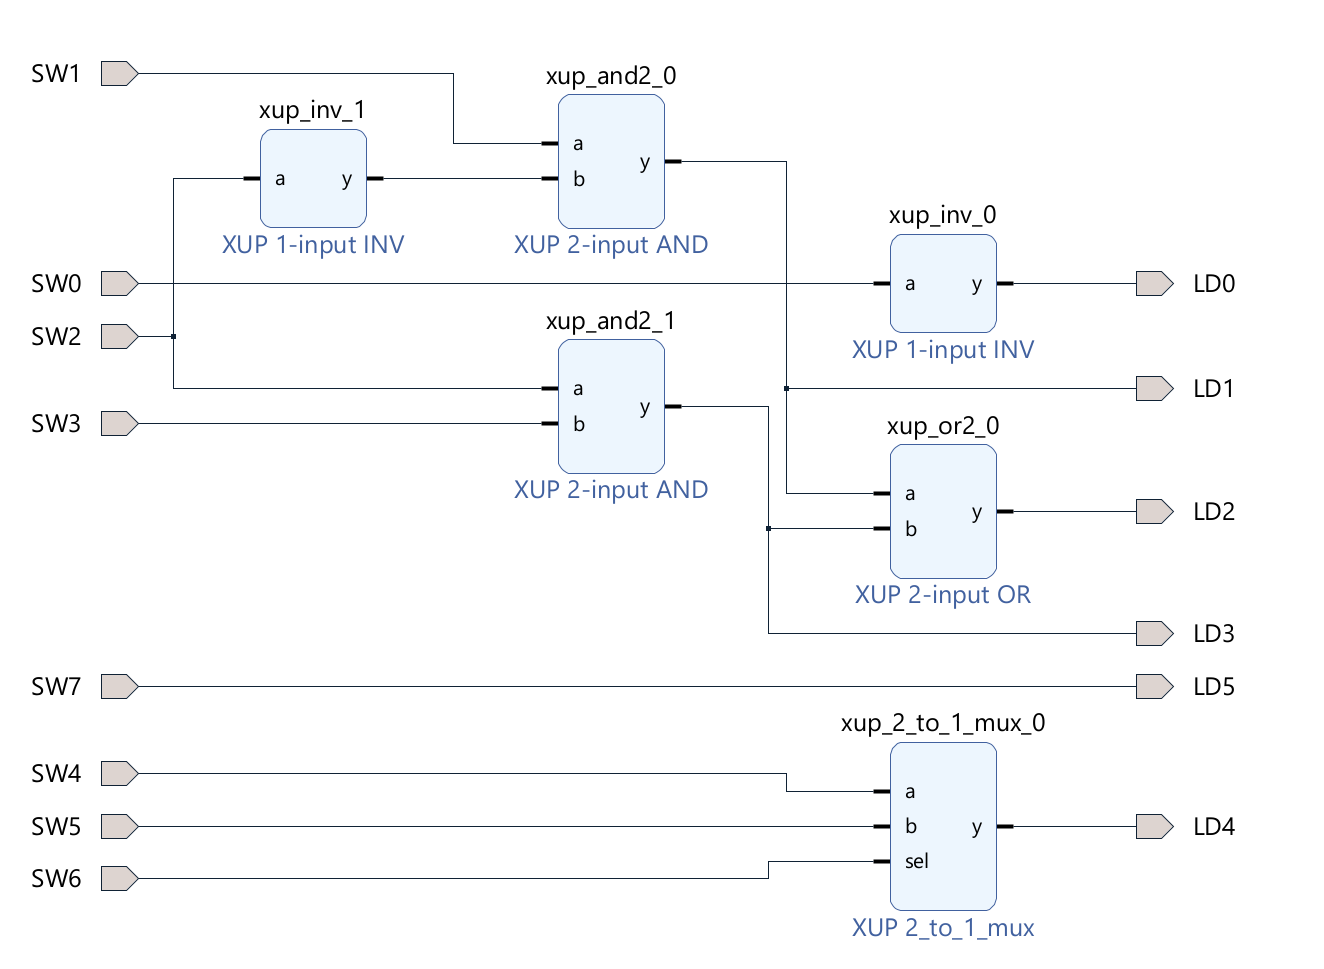 SW1
xup_and2_0
xup_inv_1
a
y
a
b
y
XUP 1-input INV
XUP 2-input AND
xup_inv_0
SW0
a
y
LD0
SW2
xup_and2_1
XUP 1-input INV
a
b
y
LD1
SW3
xup_or2_0
XUP 2-input AND
a
b
y
LD2
XUP 2-input OR
LD3
SW7
LD5
xup_2_to_1_mux_0
SW4
a
SW5
b
y
LD4
SW6
sel
XUP 2_to_1_mux